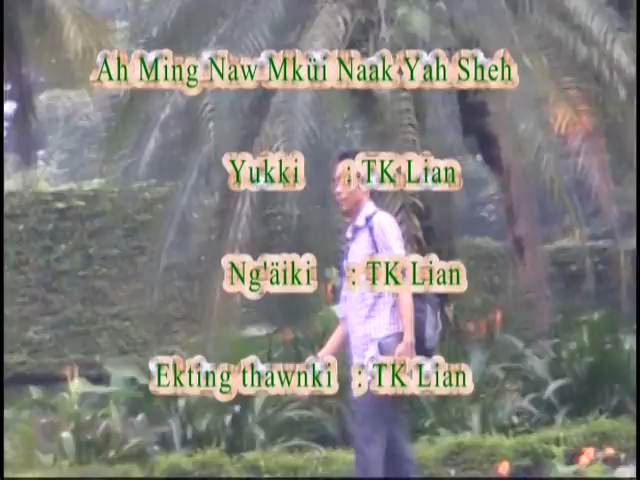 Ah Ming Naw Mküi Naak Yah Sheh
Yukki : TK Lian
Ng'äiki : TK Lian
Ekting thawnki : TK Lian